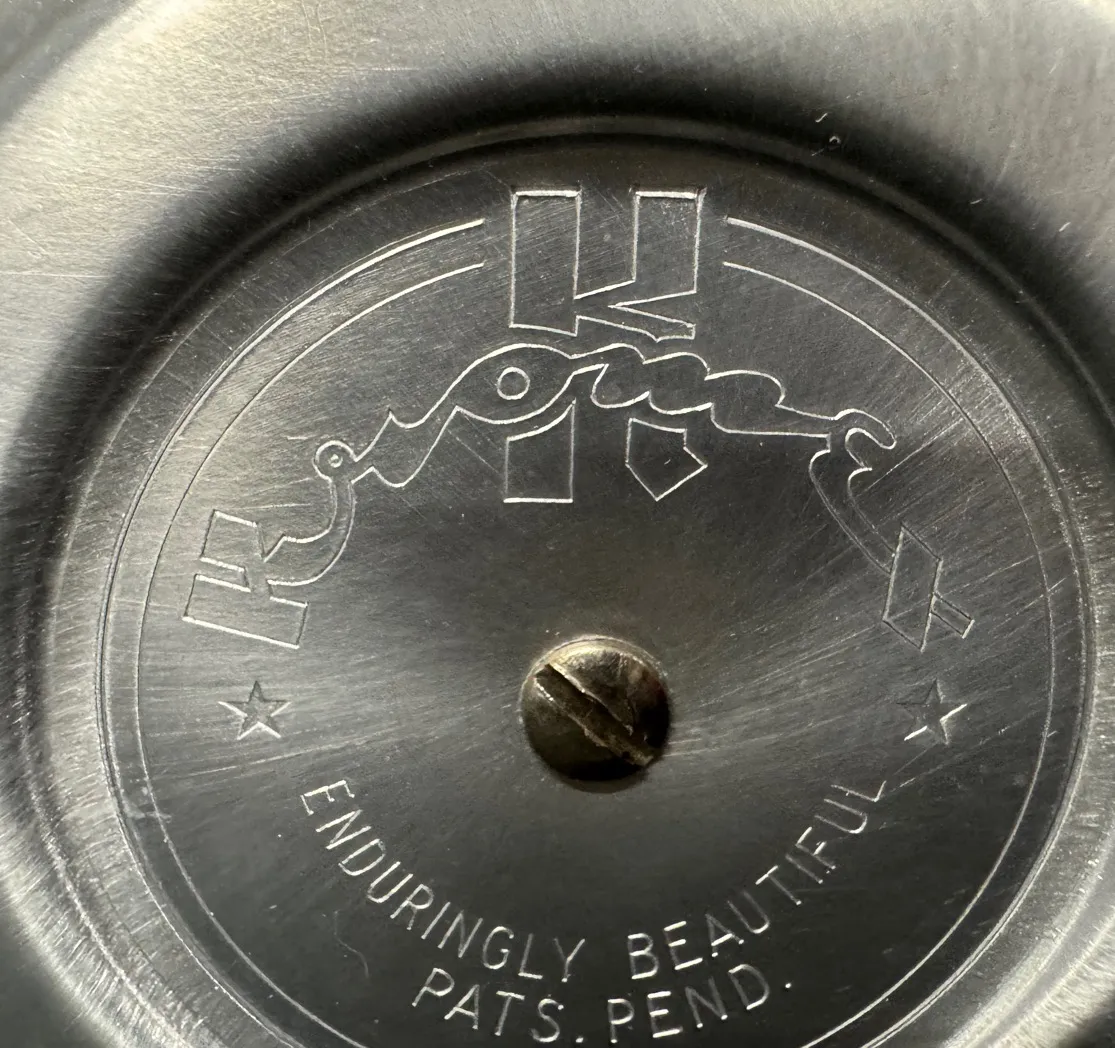 K
KromeX
ENDURINGLY BEAUTIFUL
PATS. PEND.